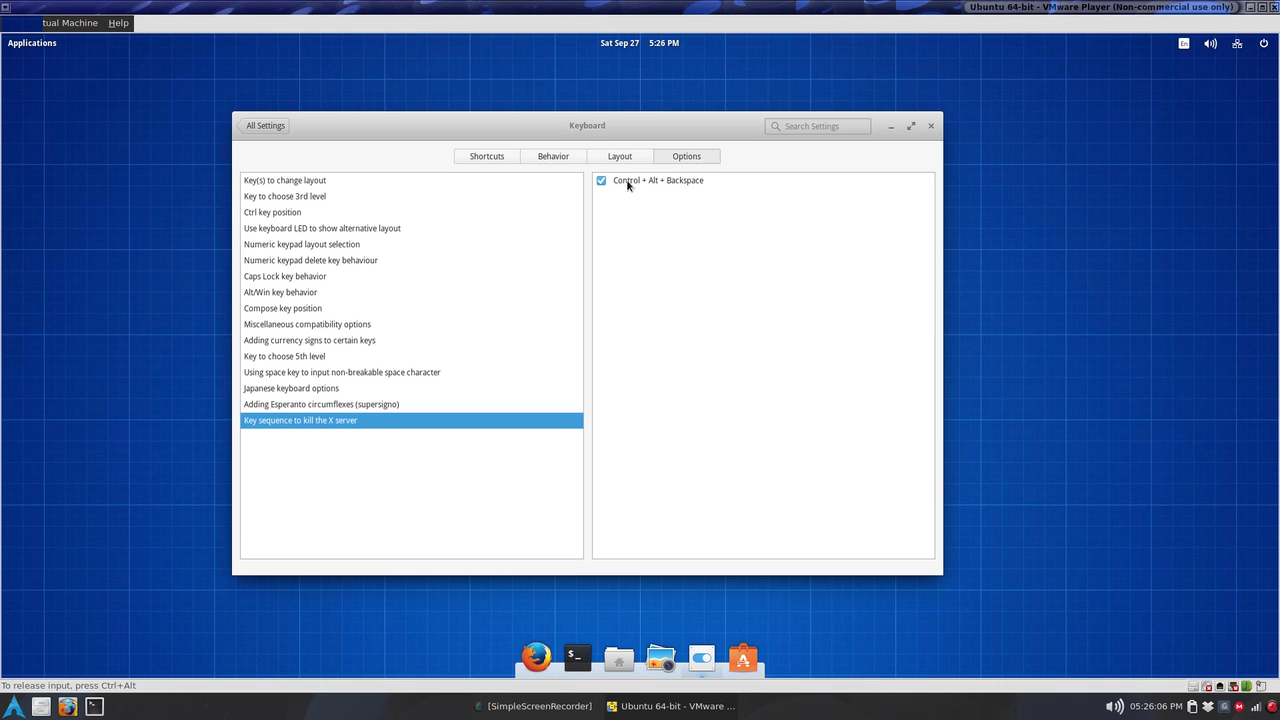 Ubuntu 64-bit - VMware Player (Non-commercial use only)
tual Machine Help
Applications
Sat Sep 27 5:26 PM
En
All Settings
Keyboard
Search Settings
Shortcuts
Behavior
Layout
Options
Key(s) to change layout
Key to choose 3rd level
Ctrl key position
Use keyboard LED to show alternative layout
Numeric keypad layout selection
Numeric keypad delete key behaviour
Caps Lock key behavior
Alt/Win key behavior
Compose key position
Miscellaneous compatibility options
Adding currency signs to certain keys
Key to choose 5th level
Using space key to input non-breakable space character
Japanese keyboard options
Adding Esperanto circumflexes (supersigno)
Key sequence to kill the X server
Control + Alt + Backspace
$_
A
To release input, press Ctrl+Alt
[SimpleScreenRecorder]
Ubuntu 64-bit - VMware ...
05:26:06 PM